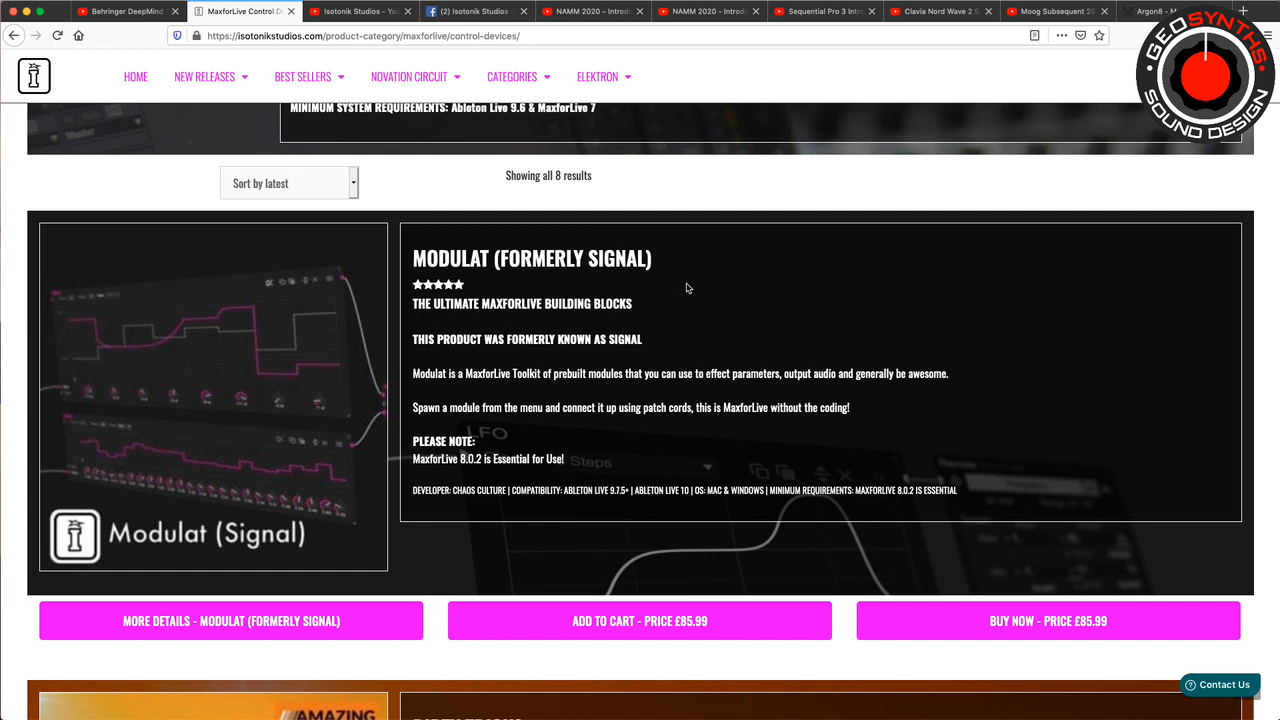 Behringer DeepMind
MaxforLive Control D
Isotonik Studios - You
(2) Isotonik Studios -
NAMM 2020 - Introd
NAMM 2020 - Introd
Sequential Pro 3 Intr
Clavia Nord Wave 2 S
Moog Subsequent 25
Argon8 - M
https://isotonikstudios.com/product-category/maxforlive/control-devices/
GEOSYNTHS
SOUND DESIGN
HOME
NEW RELEASES
BEST SELLERS
NOVATION CIRCUIT
CATEGORIES
ELEKTRON
MINIMUM SYSTEM REQUIREMENTS: Ableton Live 9.6 & MaxforLive 7
Master
Sort by latest
Showing all 8 results
MODULAT (FORMERLY SIGNAL)
THE ULTIMATE MAXFORLIVE BUILDING BLOCKS
THIS PRODUCT WAS FORMERLY KNOWN AS SIGNAL
Modulat is a MaxforLive Toolkit of prebuilt modules that you can use to effect parameters, output audio and generally be awesome.
Spawn a module from the menu and connect it up using patch cords, this is MaxforLive without the coding!
PLEASE NOTE:
MaxforLive 8.0.2 is Essential for Use!
DEVELOPER: CHAOS CULTURE | COMPATIBILITY: ABLETON LIVE 9.7.5+ | ABLETON LIVE 10 | OS: MAC & WINDOWS | MINIMUM REQUIREMENTS: MAXFORLIVE 8.0.2 IS ESSENTIAL
LFO
Steps
Modulat (Signal)
MORE DETAILS - MODULAT (FORMERLY SIGNAL)
ADD TO CART - PRICE £85.99
BUY NOW - PRICE £85.99
Contact Us
AMAZING